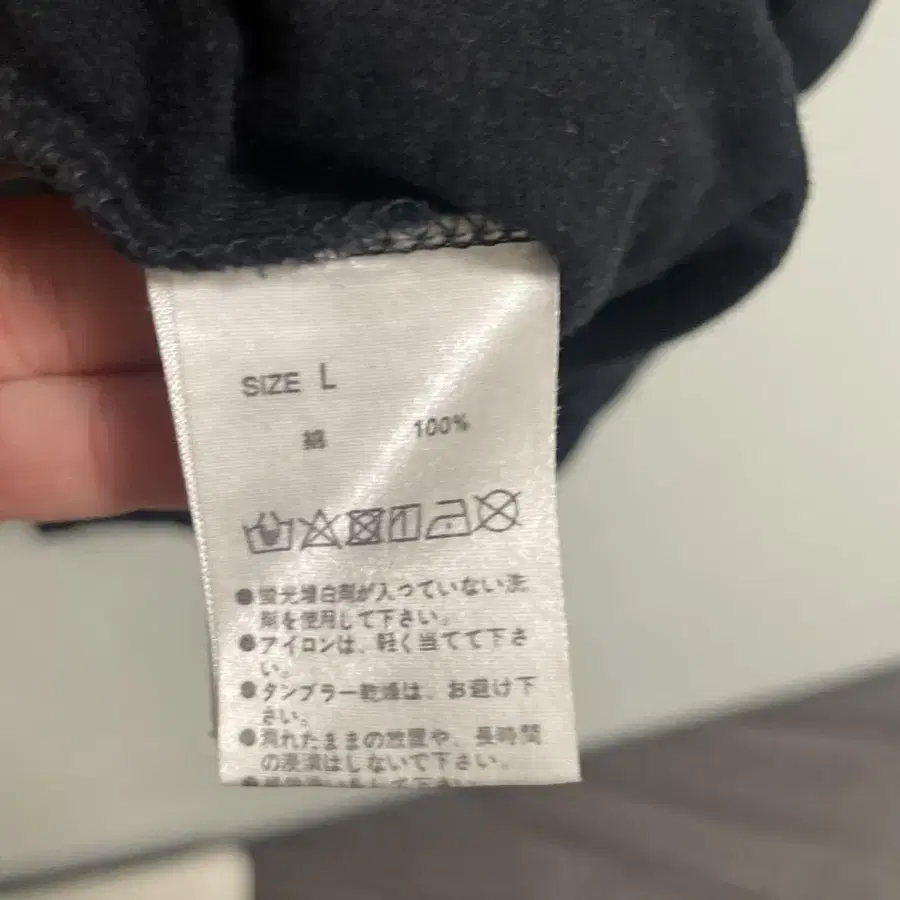 SIZE L
綿 100%
●蛍光増白剤が入っていない洗
剤を使用して下さい。
●アイロンは、軽く当てて下さ
い。
●タンブラー乾燥は、お避け下
さい。
●濡れたままの放置や、長時間
の浸漬はしないで下さい。